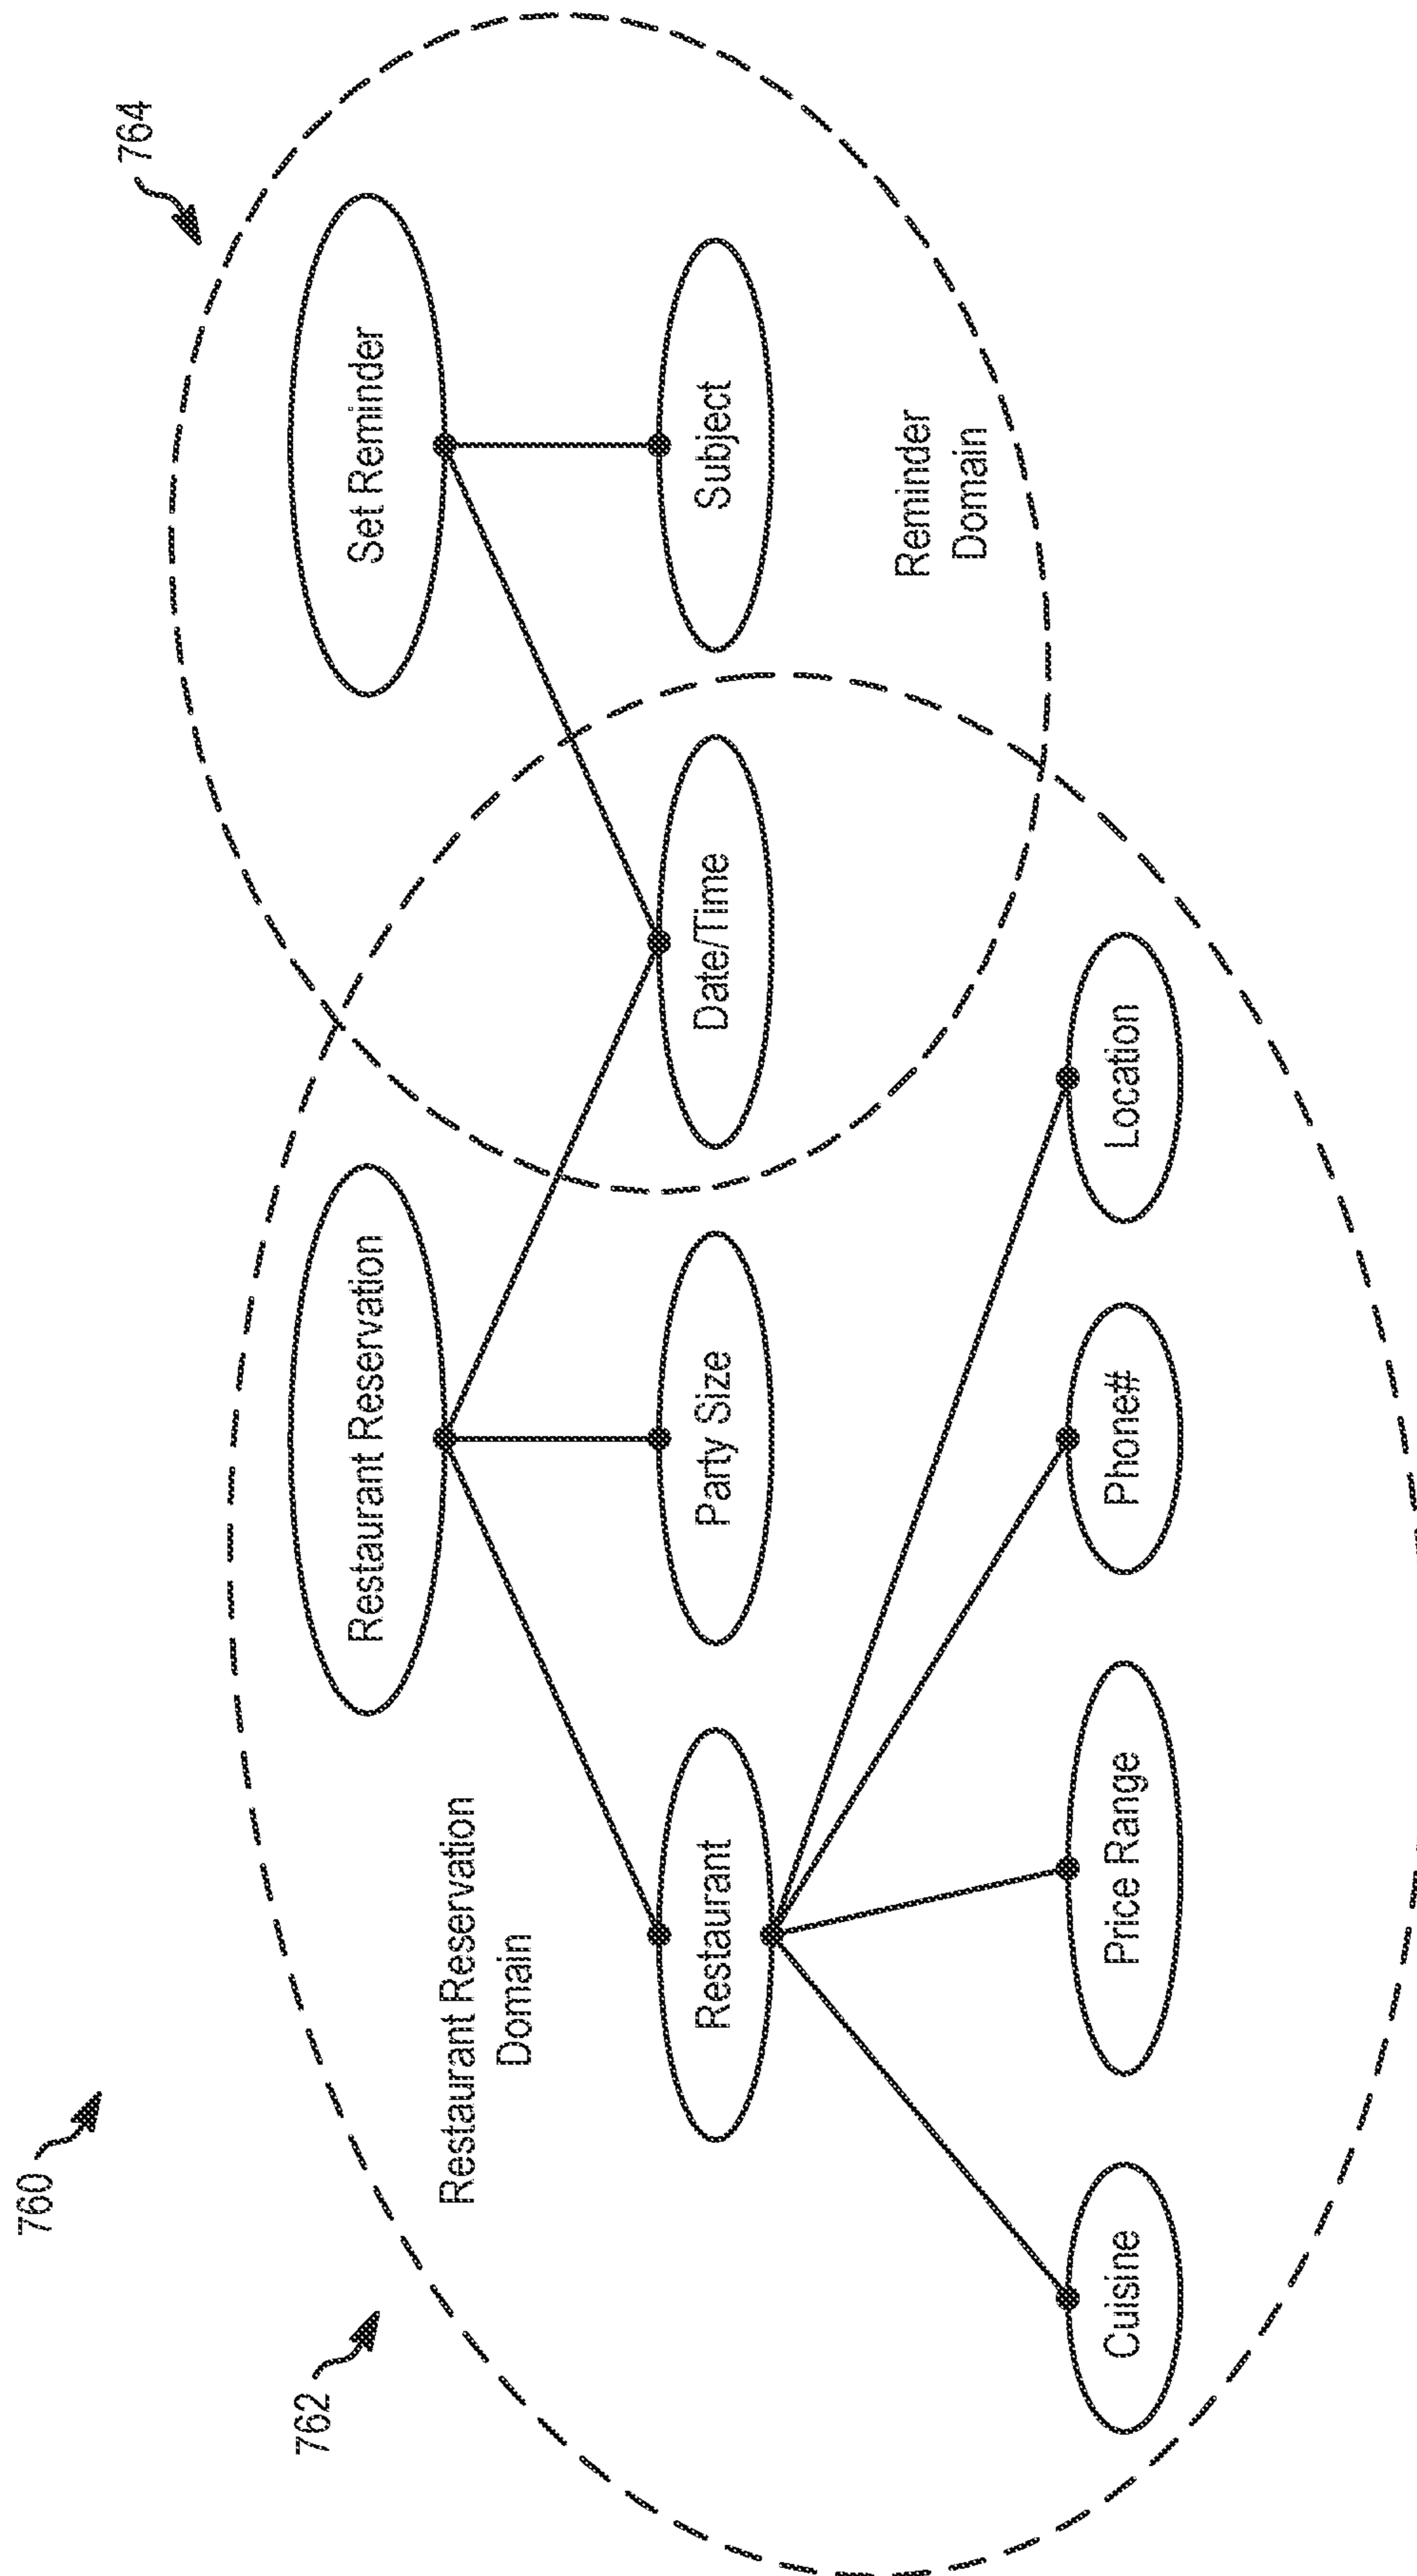 760
762
764
Restaurant Reservation
Domain
Restaurant Reservation
Set Reminder
Restaurant
Party Size
Date/Time
Subject
Reminder
Domain
Cuisine
Price Range
Phone#
Location